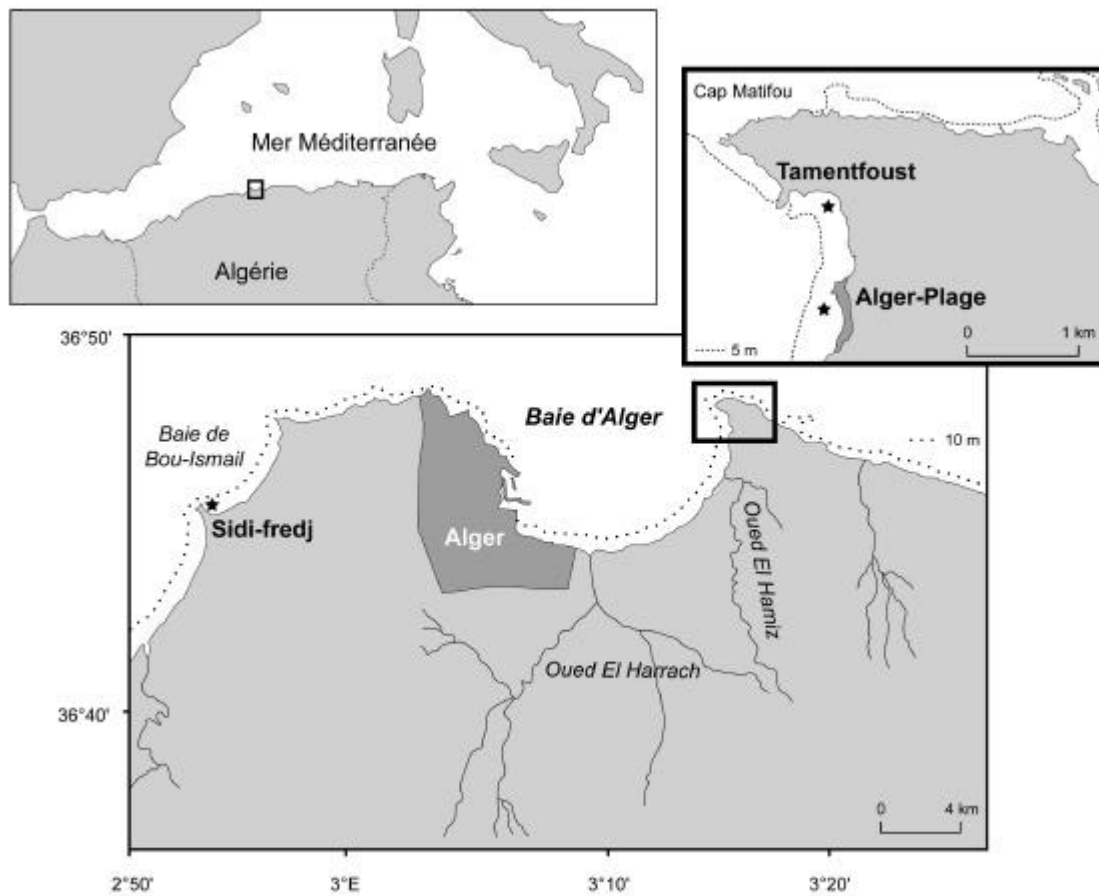 Mer Méditerranée
Algérie
Cap Matifou
Tamentfoust
Alger-Plage
0 1 km
5 m
36°50'
Baie de
Bou-Ismail
Baie d'Alger
10 m
Sidi-fredj
Alger
Oued El Hamiz
Oued El Harrach
36°40'
0 4 km
2°50' 3°E 3°10' 3°20'